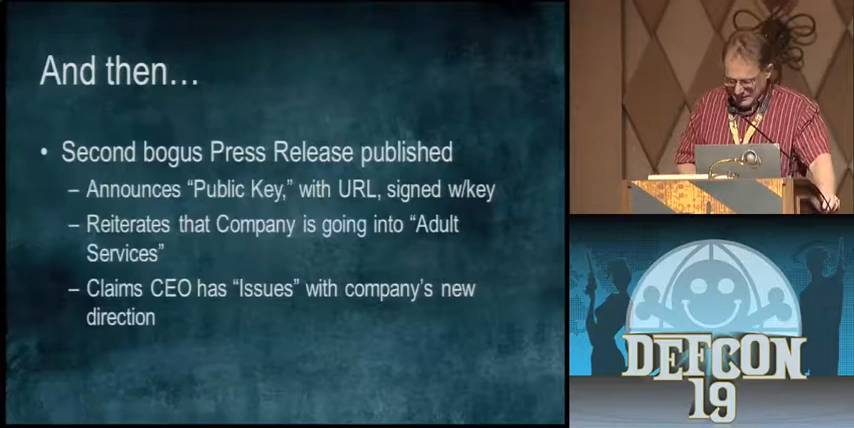 And then…
• Second bogus Press Release published
– Announces “Public Key,” with URL, signed w/key
– Reiterates that Company is going into “Adult
Services”
– Claims CEO has “Issues” with company’s new
direction
DEFCON
19